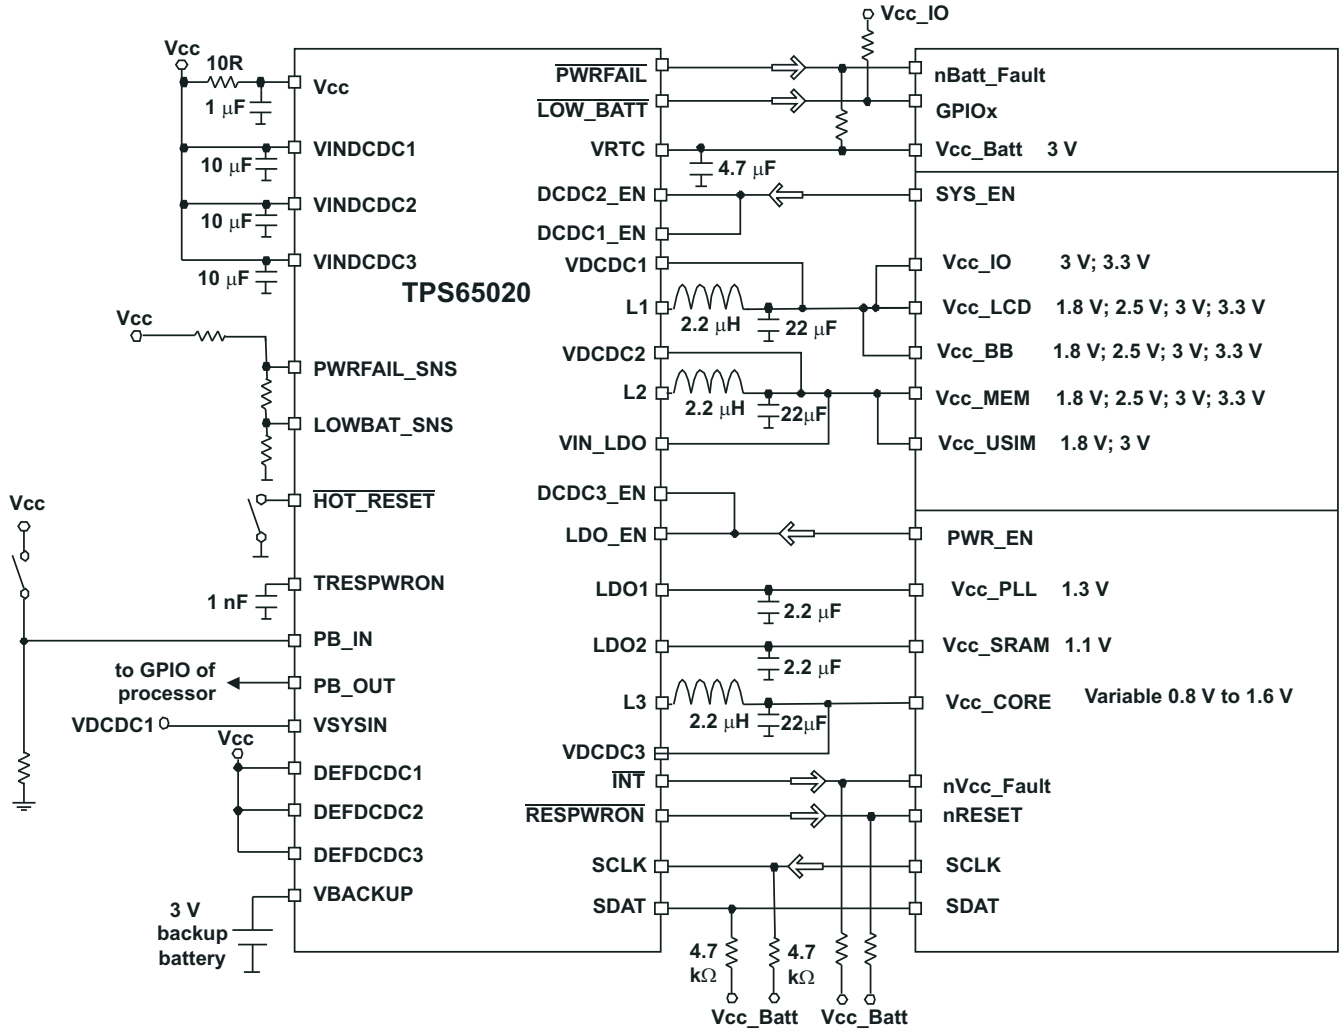 Vcc_IO
Vcc
10R
1 μF
10 μF
10 μF
10 μF
Vcc
Vcc
1 nF
to GPIO of
processor
VDCDC1
Vcc
3 V
backup
battery
Vcc
VINDCDC1
VINDCDC2
VINDCDC3
TPS65020
PWRFAIL_SNS
LOWBAT_SNS
HOT_RESET
TRESPWRON
PB_IN
PB_OUT
VSYSIN
DEFDCDC1
DEFDCDC2
DEFDCDC3
VBACKUP
PWRFAIL
LOW_BATT
VRTC
DCDC2_EN
DCDC1_EN
VDCDC1
L1
VDCDC2
L2
VIN_LDO
DCDC3_EN
LDO_EN
LDO1
LDO2
L3
VDCDC3
INT
RESPWRON
SCLK
SDAT
4.7 μF
2.2 μH 22 μF
2.2 μH 22μF
2.2 μF
2.2 μF
2.2 μH 22μF
4.7
kΩ
4.7
kΩ
Vcc_Batt
Vcc_Batt
nBatt_Fault
GPIOx
Vcc_Batt 3 V
SYS_EN
Vcc_IO 3 V; 3.3 V
Vcc_LCD 1.8 V; 2.5 V; 3 V; 3.3 V
Vcc_BB 1.8 V; 2.5 V; 3 V; 3.3 V
Vcc_MEM 1.8 V; 2.5 V; 3 V; 3.3 V
Vcc_USIM 1.8 V; 3 V
PWR_EN
Vcc_PLL 1.3 V
Vcc_SRAM 1.1 V
Vcc_CORE Variable 0.8 V to 1.6 V
nVcc_Fault
nRESET
SCLK
SDAT